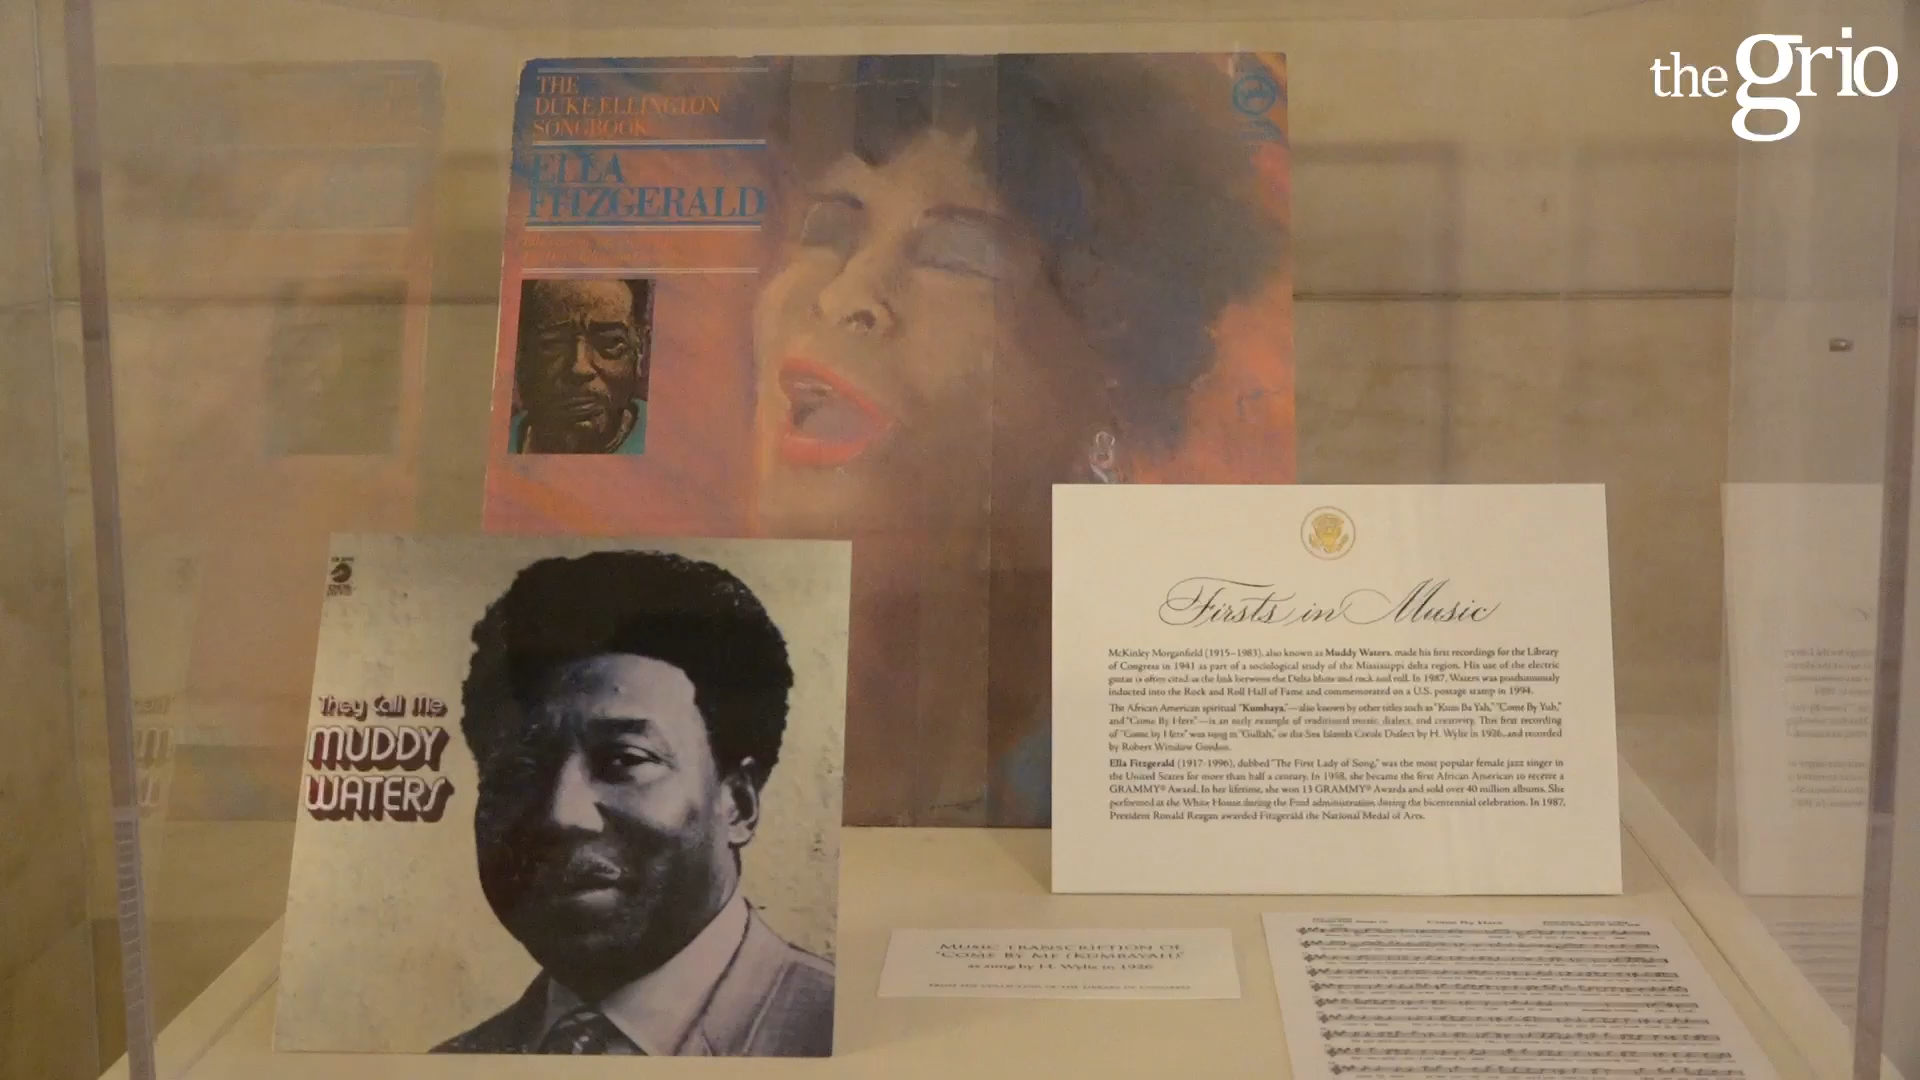 the grio
THE
DUKE ELLINGTON
SONGBOOK
ELLA
FITZGERALD
They Call Me
MUDDY
WATERS
Firsts in Music
McKinley Morganfield (1915–1983), also known as Muddy Waters, made his first recordings for the Library
of Congress in 1941 as part of a sociological study of the Mississippi delta region. His use of the electric
guitar is often cited as the link between the Delta blues and rock and roll. In 1987, Waters was posthumously
inducted into the Rock and Roll Hall of Fame and commemorated on a U.S. postage stamp in 1994.
The African American spiritual "Kumbaya,"—also known by other titles such as "Kum Ba Yah," "Come By Yuh,"
and "Come By Here"—is an early example of traditional music, dialect, and creativity. This first recording
of "Come by Here" was sung in "Gullah," or the Sea Islands Creole Dialect by H. Wylie in 1926, and recorded
by Robert Winslow Gordon.
Ella Fitzgerald (1917-1996), dubbed "The First Lady of Song," was the most popular female jazz singer in
the United States for more than half a century. In 1958, she became the first African American to receive a
GRAMMY® Award. In her lifetime, she won 13 GRAMMY® Awards and sold over 40 million albums. She
performed at the White House during the Ford administration during the bicentennial celebration. In 1987,
President Ronald Reagan awarded Fitzgerald the National Medal of Arts.
MUSIC TRANSCRIPTION OF
"COME BY ME (KUMBAYAH)"
as sung by H. Wylie in 1926
FROM THE COLLECTION OF THE LIBRARY OF CONGRESS
Come By Here